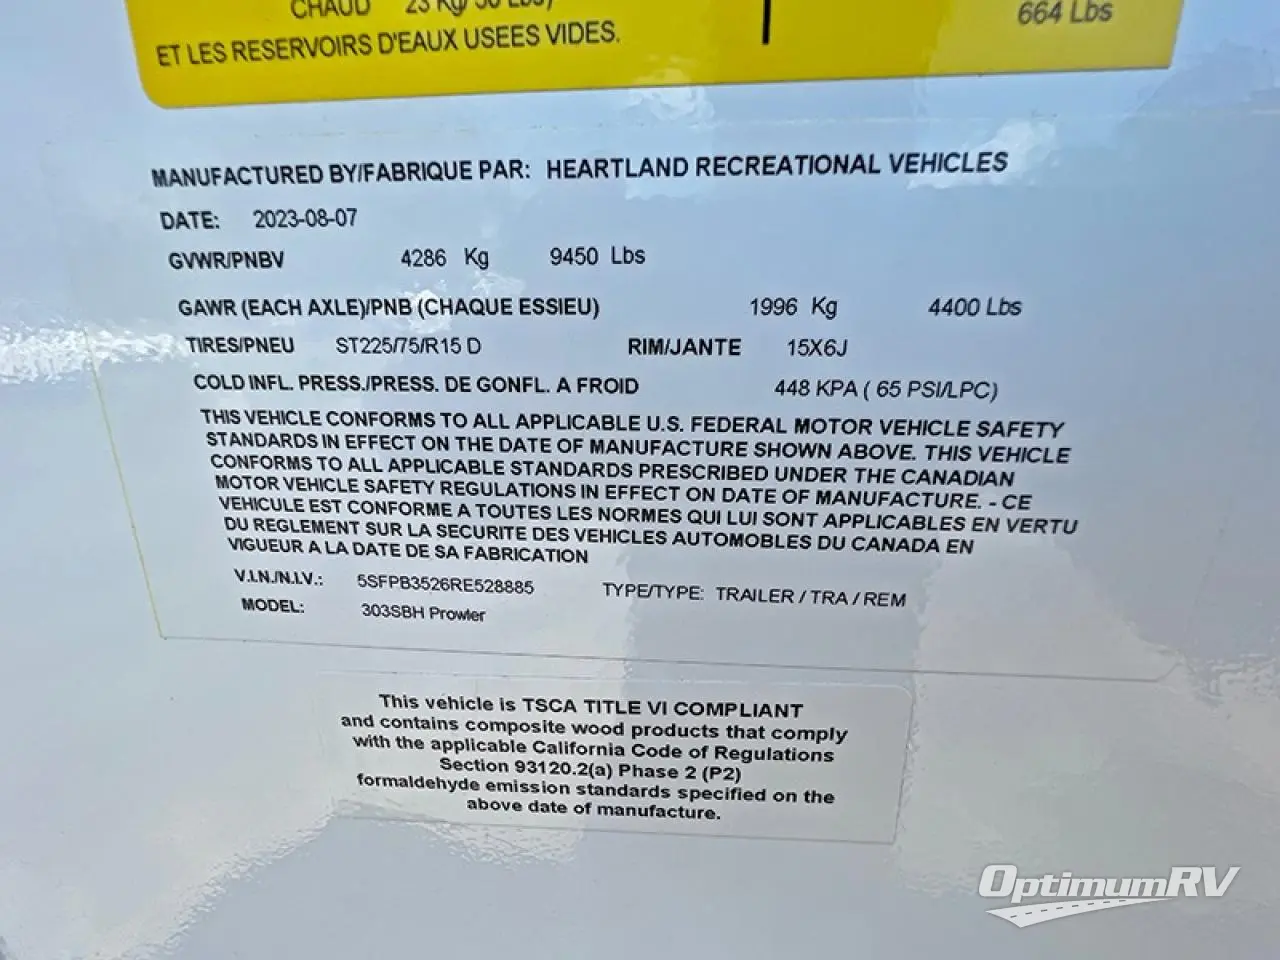 CHAUD 23 Kg/ 50 Lbs)
664 Lbs
ET LES RESERVOIRS D'EAUX USEES VIDES.
MANUFACTURED BY/FABRIQUE PAR: HEARTLAND RECREATIONAL VEHICLES
DATE: 2023-08-07
GVWR/PNBV 4286 Kg 9450 Lbs
GAWR (EACH AXLE)/PNB (CHAQUE ESSIEU) 1996 Kg 4400 Lbs
TIRES/PNEU ST225/75/R15 D RIM/JANTE 15X6J
COLD INFL. PRESS./PRESS. DE GONFL. A FROID 448 KPA ( 65 PSI/LPC)
THIS VEHICLE CONFORMS TO ALL APPLICABLE U.S. FEDERAL MOTOR VEHICLE SAFETY
STANDARDS IN EFFECT ON THE DATE OF MANUFACTURE SHOWN ABOVE. THIS VEHICLE
CONFORMS TO ALL APPLICABLE STANDARDS PRESCRIBED UNDER THE CANADIAN
MOTOR VEHICLE SAFETY REGULATIONS IN EFFECT ON DATE OF MANUFACTURE. - CE
VEHICULE EST CONFORME A TOUTES LES NORMES QUI LUI SONT APPLICABLES EN VERTU
DU REGLEMENT SUR LA SECURITE DES VEHICLES AUTOMOBLES DU CANADA EN
VIGUEUR A LA DATE DE SA FABRICATION
V.I.N./N.I.V.: 5SFPB3526RE528885 TYPE/TYPE: TRAILER / TRA / REM
MODEL: 303SBH Prowler
This vehicle is TSCA TITLE VI COMPLIANT
and contains composite wood products that comply
with the applicable California Code of Regulations
Section 93120.2(a) Phase 2 (P2)
formaldehyde emission standards specified on the
above date of manufacture.
OptimumRV